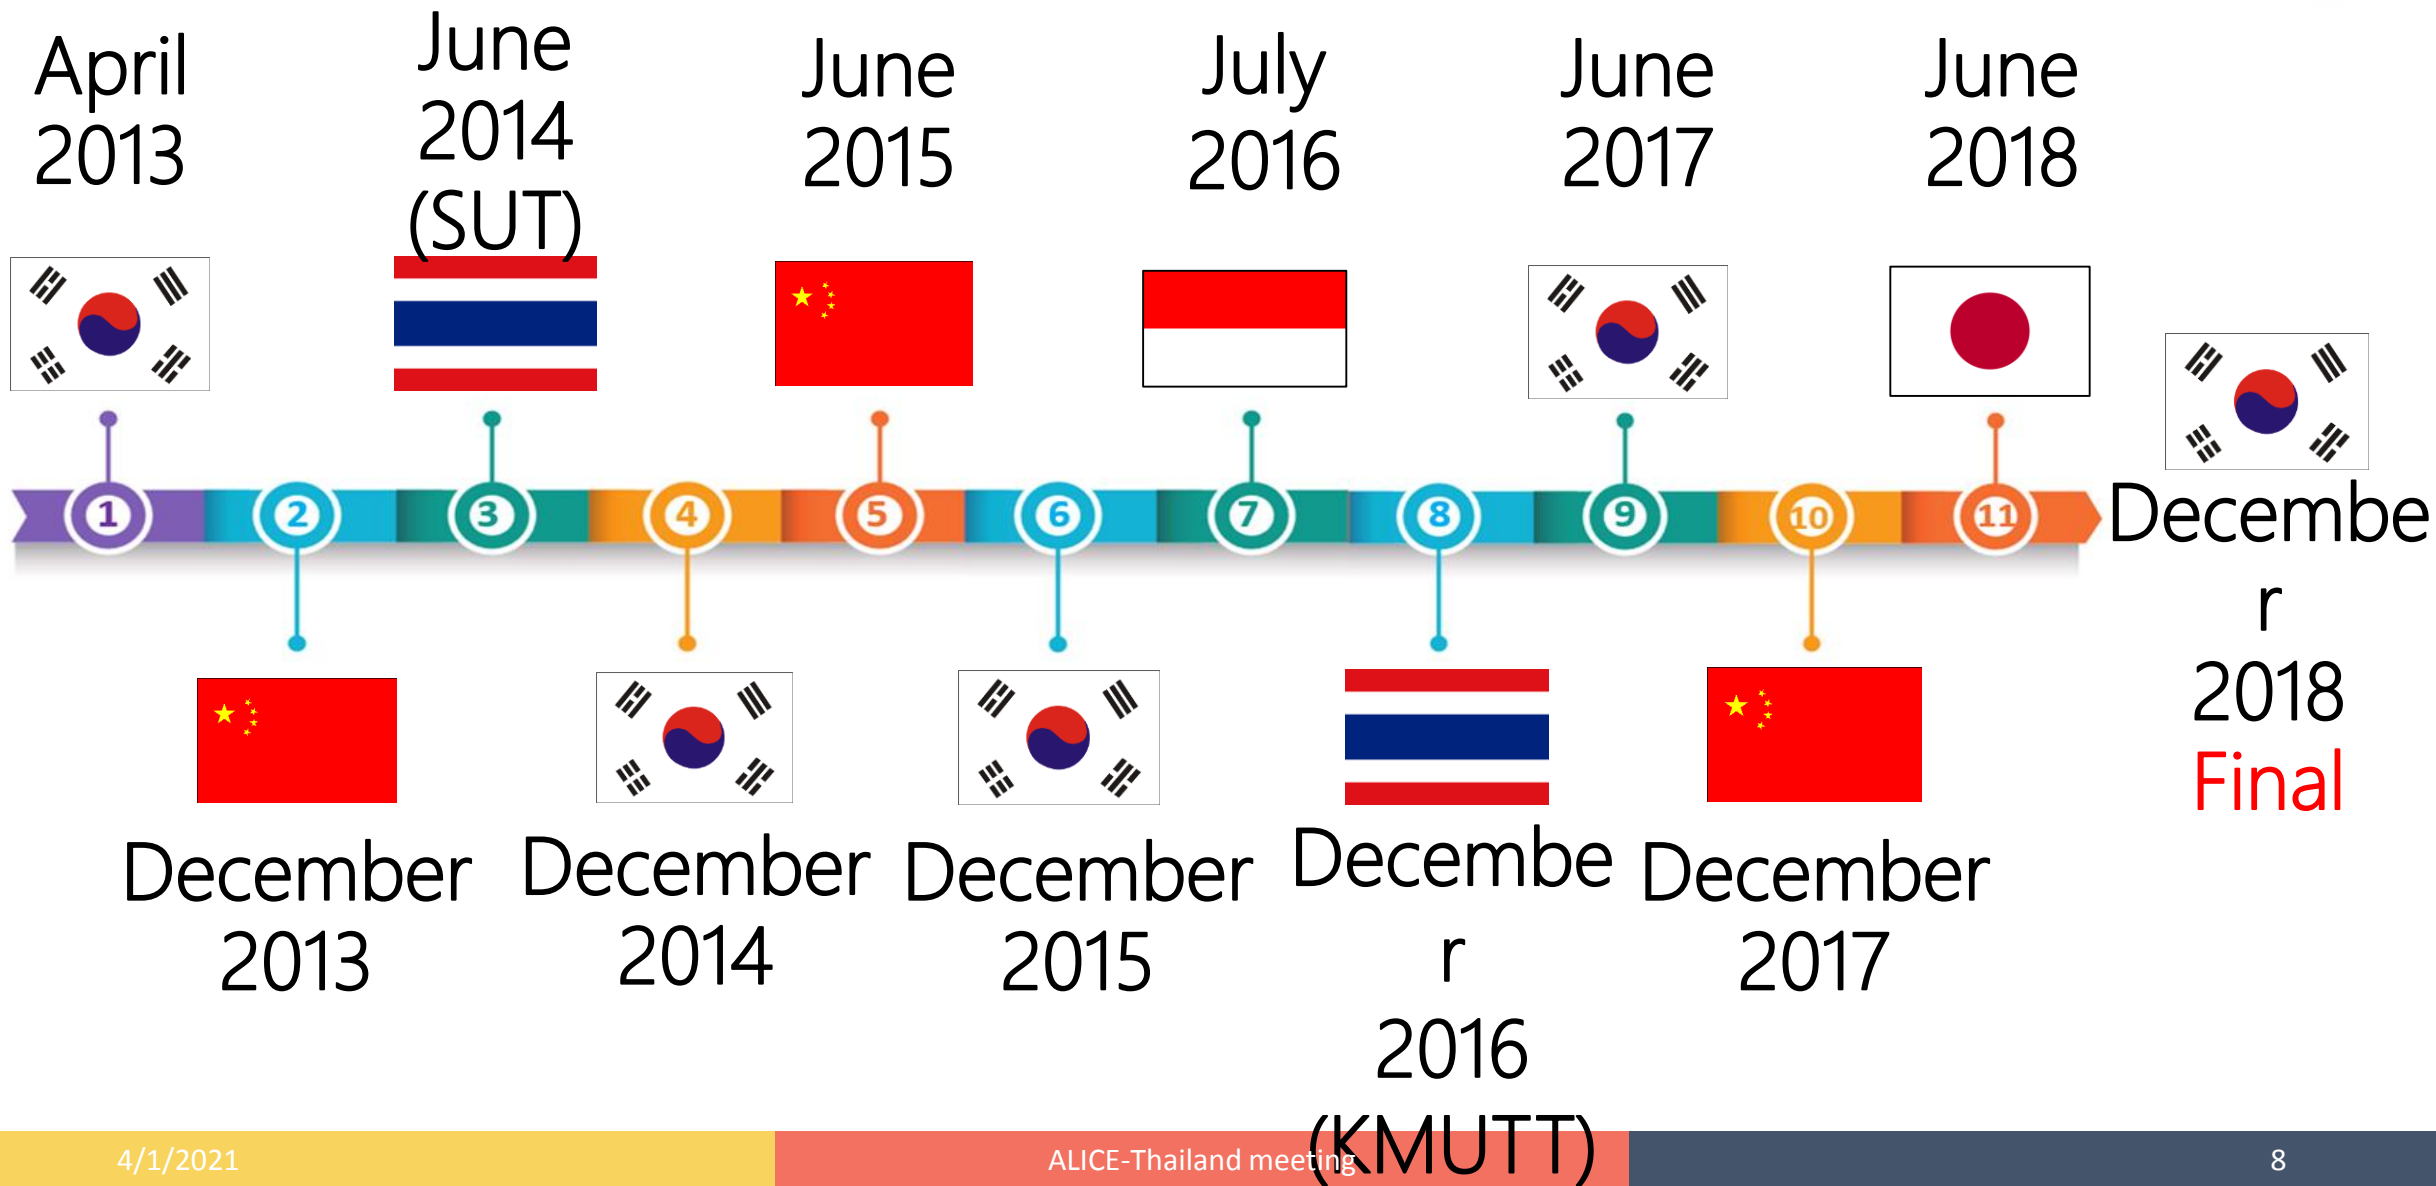 April
2013
June
2014
(SUT)
June
2015
July
2016
June
2017
June
2018
1
2
3
4
5
6
7
8
9
10
11
Decembe
r
2018
Final
December
2013
December
2014
December
2015
Decembe
r
2016
(KMUTT)
December
2017
4/1/2021
ALICE-Thailand meeting
8